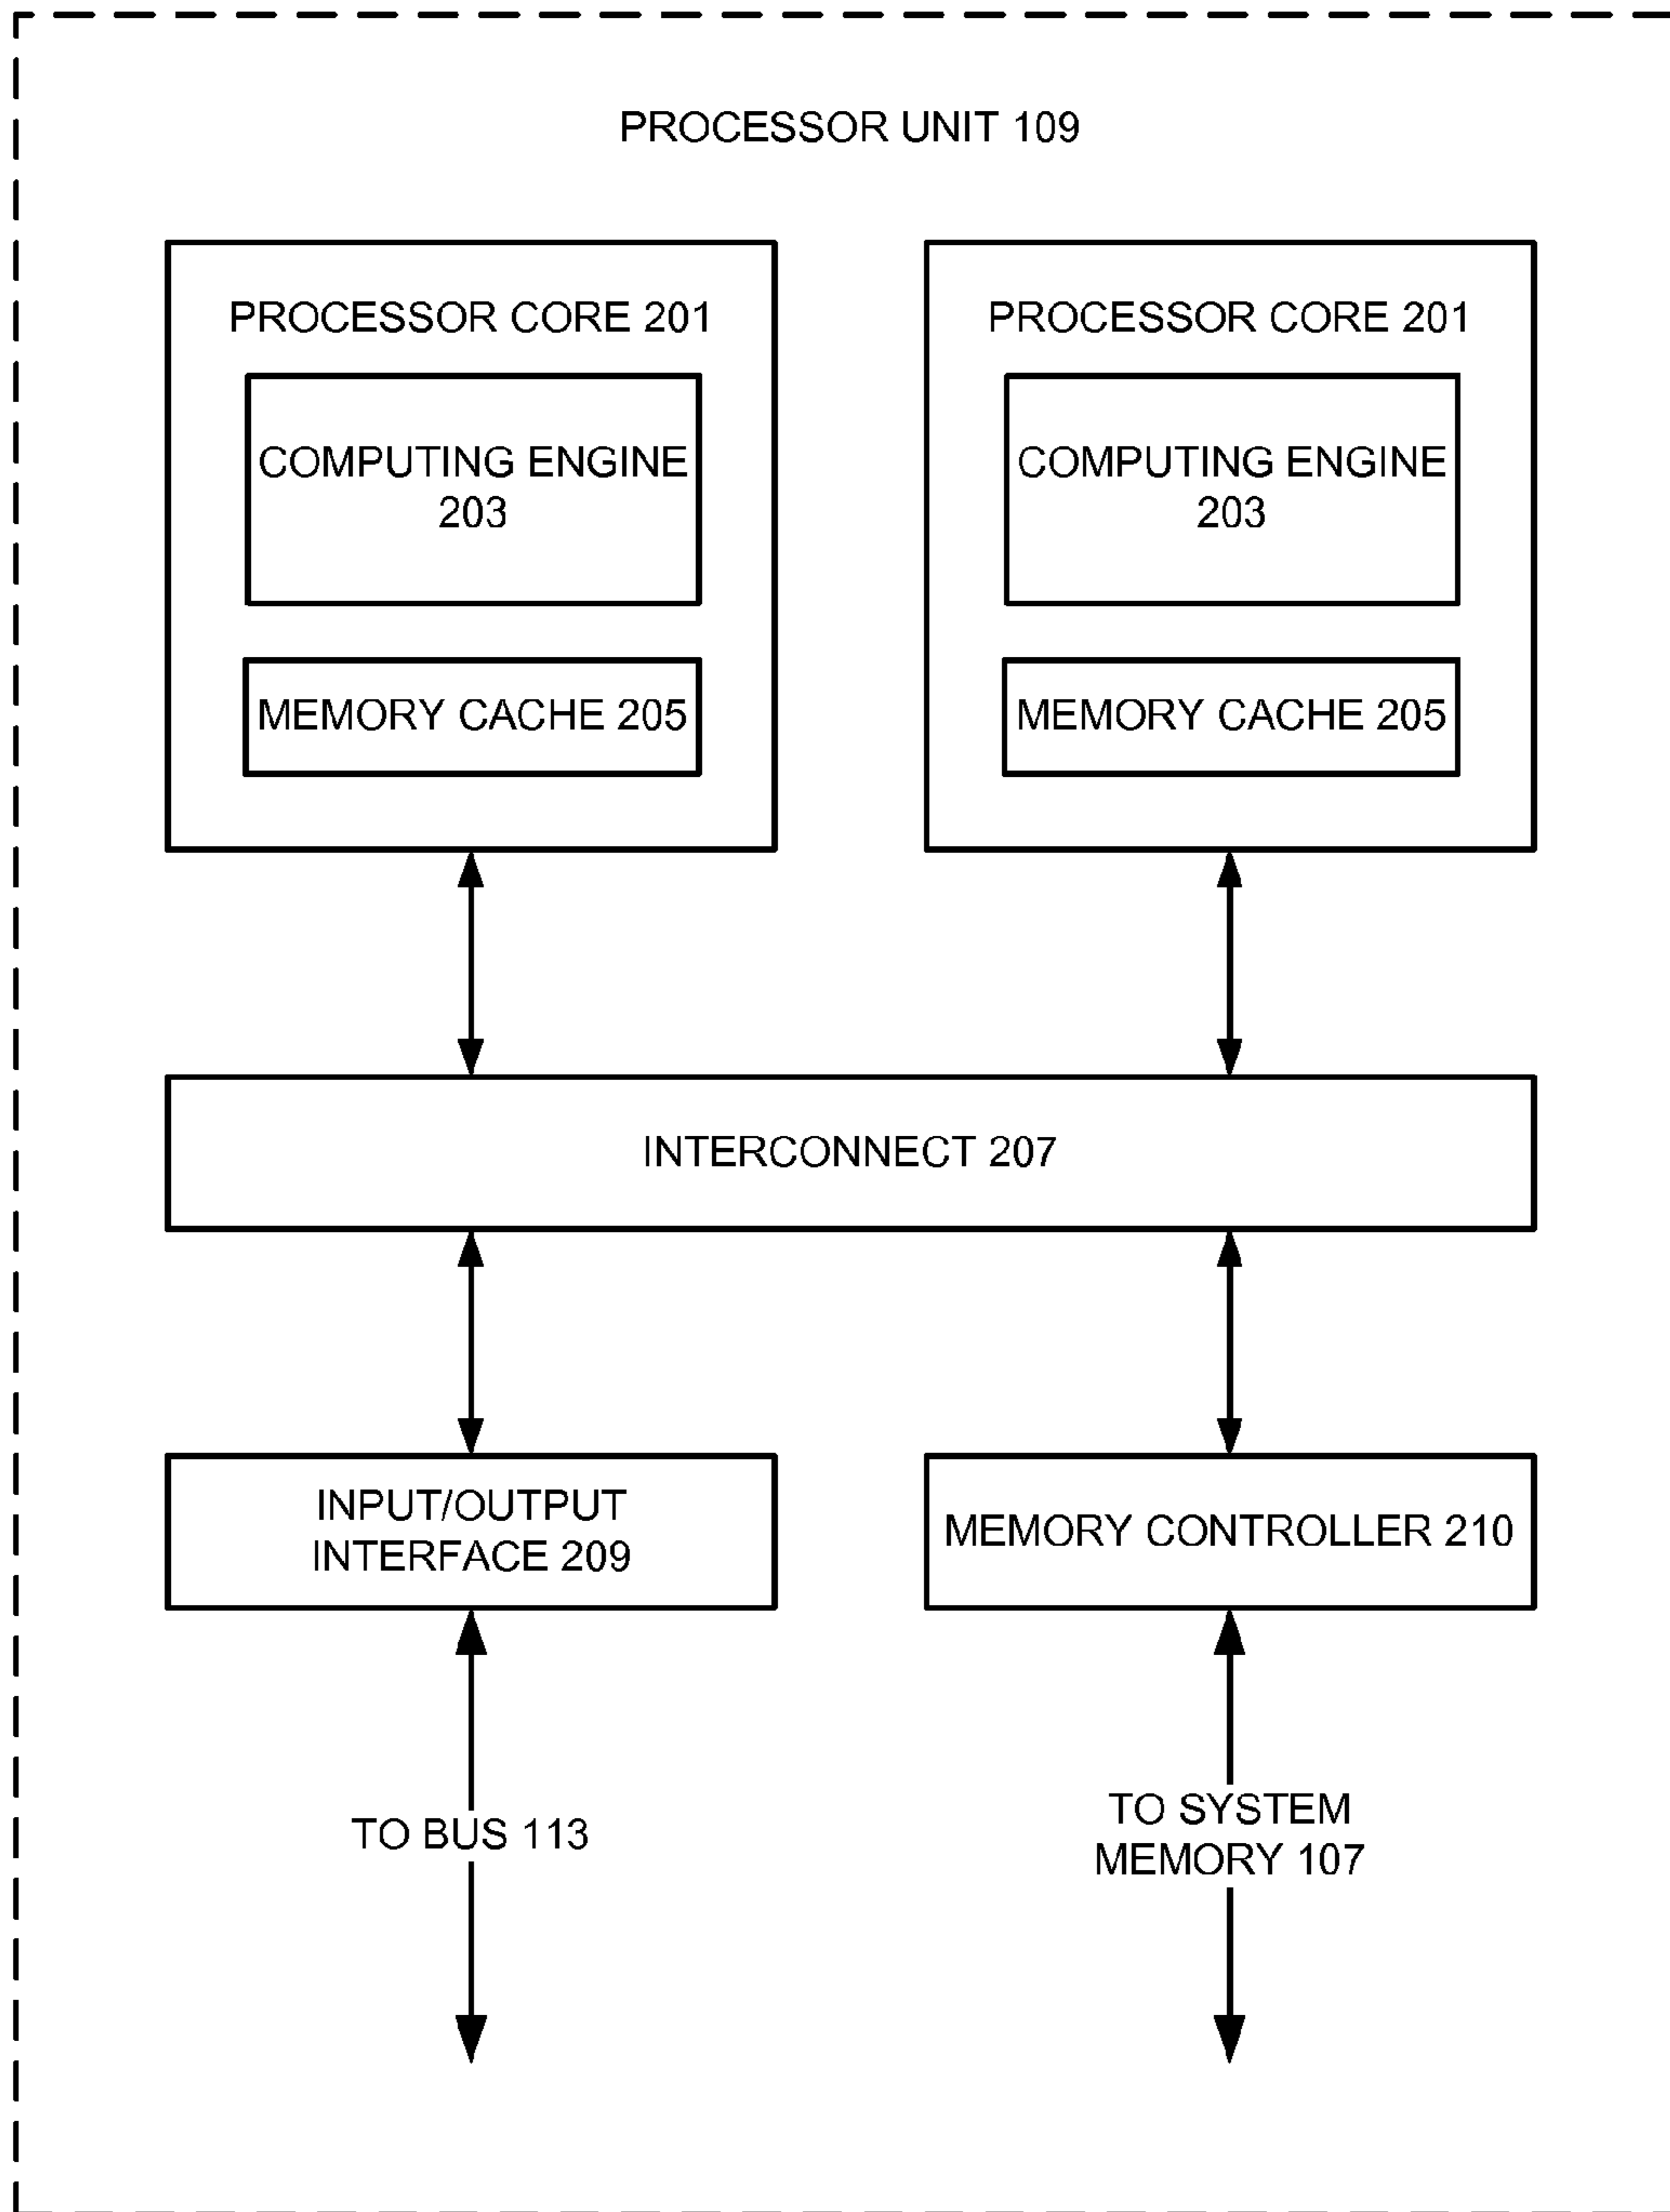 PROCESSOR UNIT 109
PROCESSOR CORE 201
COMPUTING ENGINE
203
MEMORY CACHE 205
PROCESSOR CORE 201
COMPUTING ENGINE
203
MEMORY CACHE 205
INTERCONNECT 207
INPUT/OUTPUT
INTERFACE 209
MEMORY CONTROLLER 210
TO BUS 113
TO SYSTEM
MEMORY 107